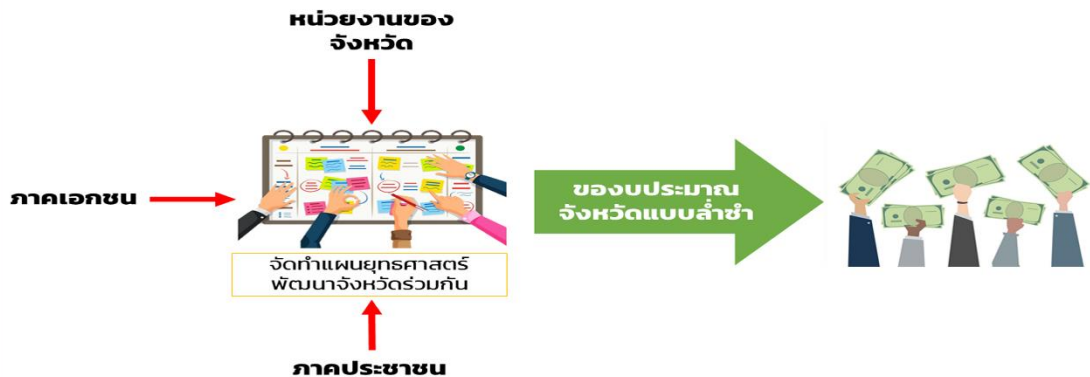 หน่วยงานของ
จังหวัด
ภาคเอกชน
จัดทำแผนยุทธศาสตร์
พัฒนาจังหวัดร่วมกัน
ภาคประชาชน
ของบประมาณ
จังหวัดแบบล่ำซำ